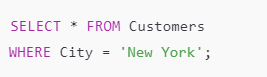 SELECT * FROM Customers
WHERE City = 'New York';